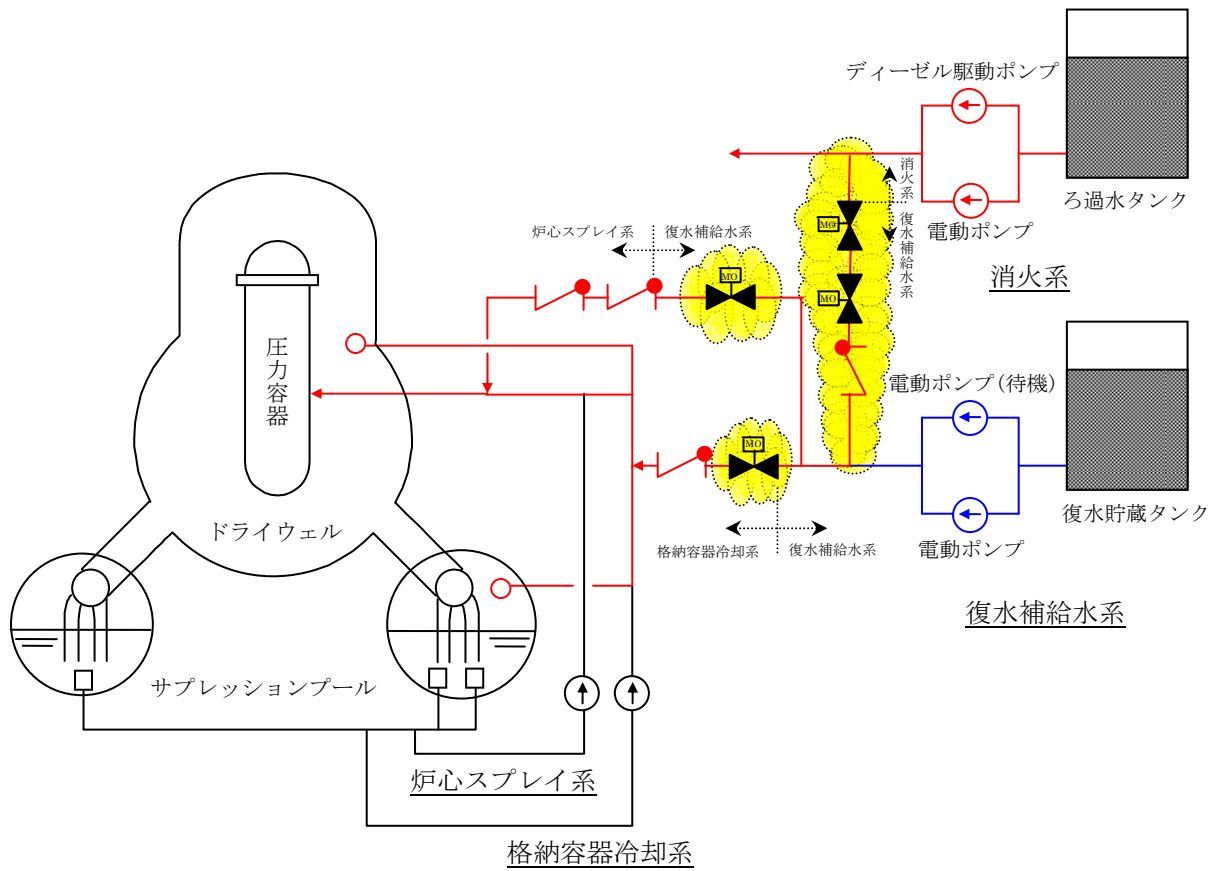 ディーゼル駆動ポンプ
ろ過水タンク
電動ポンプ
消火系
消火系
復水補給水系
MO
MO
炉心スプレイ系
復水補給水系
MO
圧力容器
電動ポンプ(待機)
MO
復水貯蔵タンク
電動ポンプ
格納容器冷却系
復水補給水系
ドライウェル
復水補給水系
サプレッションプール
炉心スプレイ系
格納容器冷却系